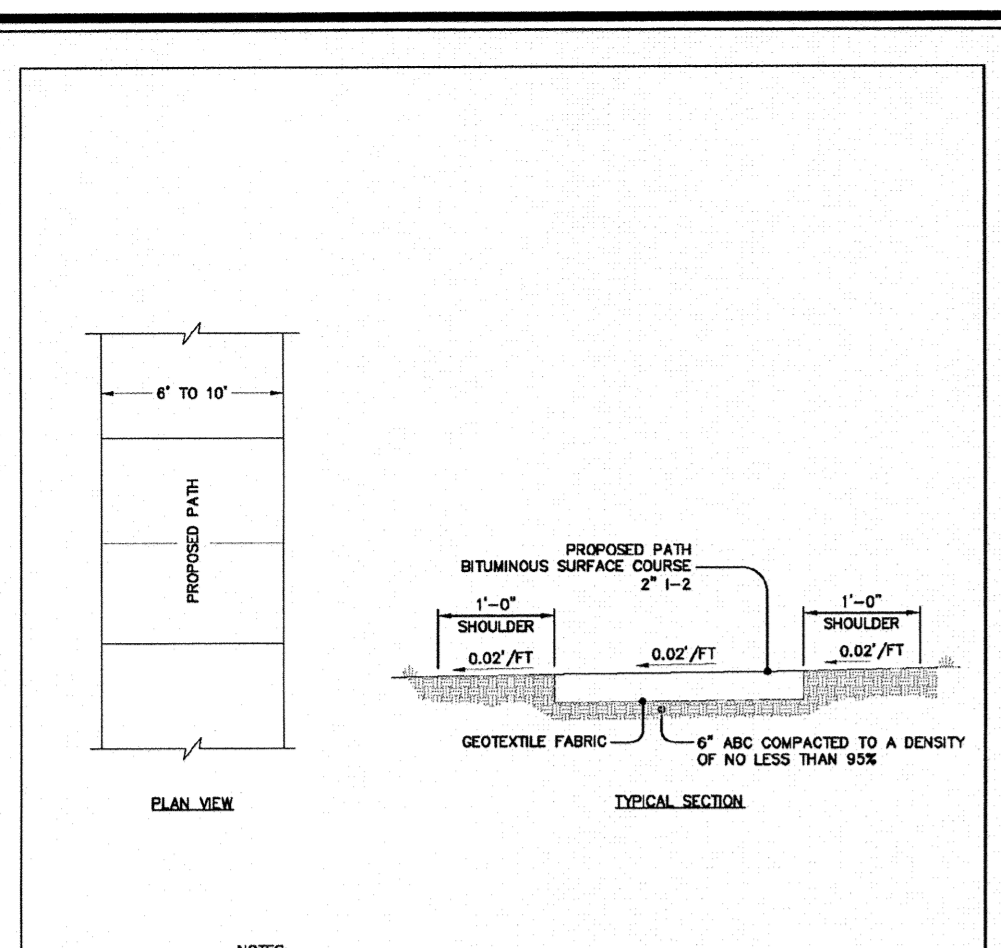 6' TO 10'
PROPOSED PATH
PLAN VIEW
PROPOSED PATH
BITUMINOUS SURFACE COURSE
2" I-2
1'-0"
SHOULDER
0.02'/FT
0.02'/FT
1'-0"
SHOULDER
0.02'/FT
GEOTEXTILE FABRIC
6" ABC COMPACTED TO A DENSITY
OF NO LESS THAN 95%
TYPICAL SECTION
NOTES